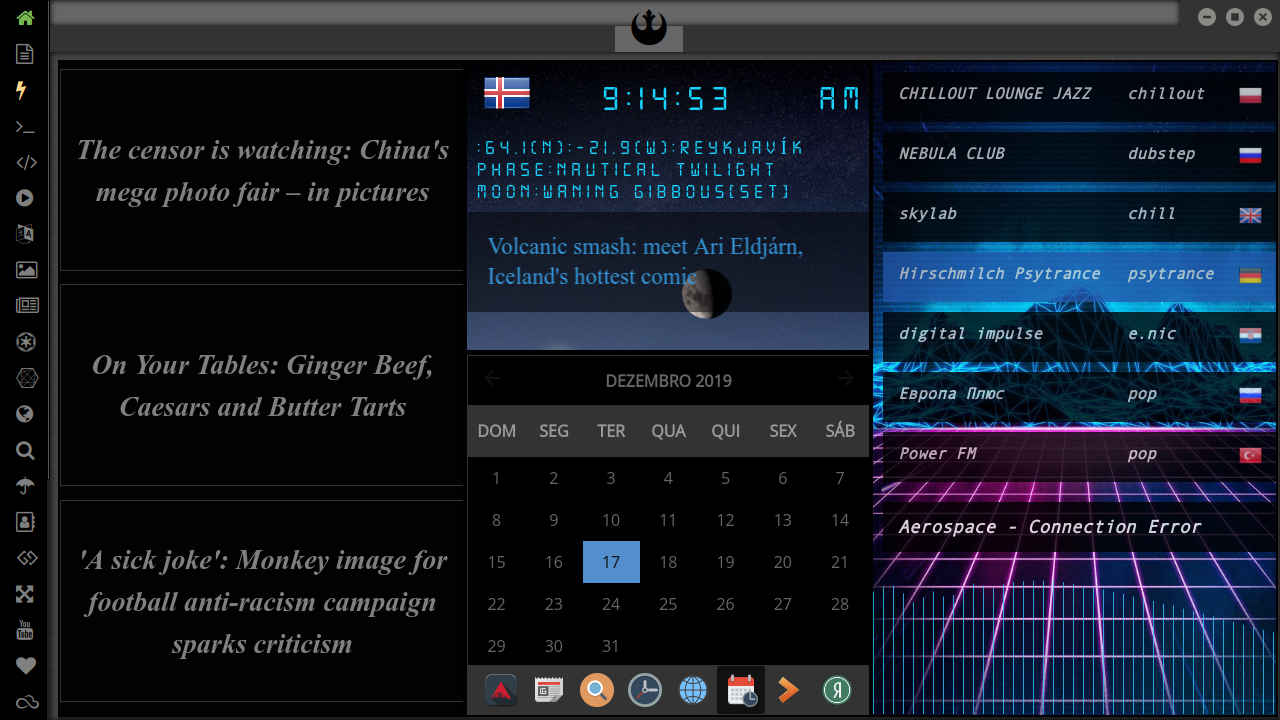 The censor is watching: China's
mega photo fair – in pictures
On Your Tables: Ginger Beef,
Caesars and Butter Tarts
'A sick joke': Monkey image for
football anti-racism campaign
sparks criticism
9:14:53 AM
:64.1(N):-21.9(W):REYKJAVÍK
PHASE:NAUTICAL TWILIGHT
MOON:WANING GIBBOUS(SET)
Volcanic smash: meet Ari Eldjárn,
Iceland's hottest comic
DEZEMBRO 2019
DOM SEG TER QUA QUI SEX SÁB
1 2 3 4 5 6 7
8 9 10 11 12 13 14
15 16 17 18 19 20 21
22 23 24 25 26 27 28
29 30 31
CHILLOUT LOUNGE JAZZ chillout
NEBULA CLUB dubstep
skylab chill
Hirschmilch Psytrance psytrance
digital impulse e.nic
Европа Плюс pop
Power FM pop
Aerospace - Connection Error
You
Tube